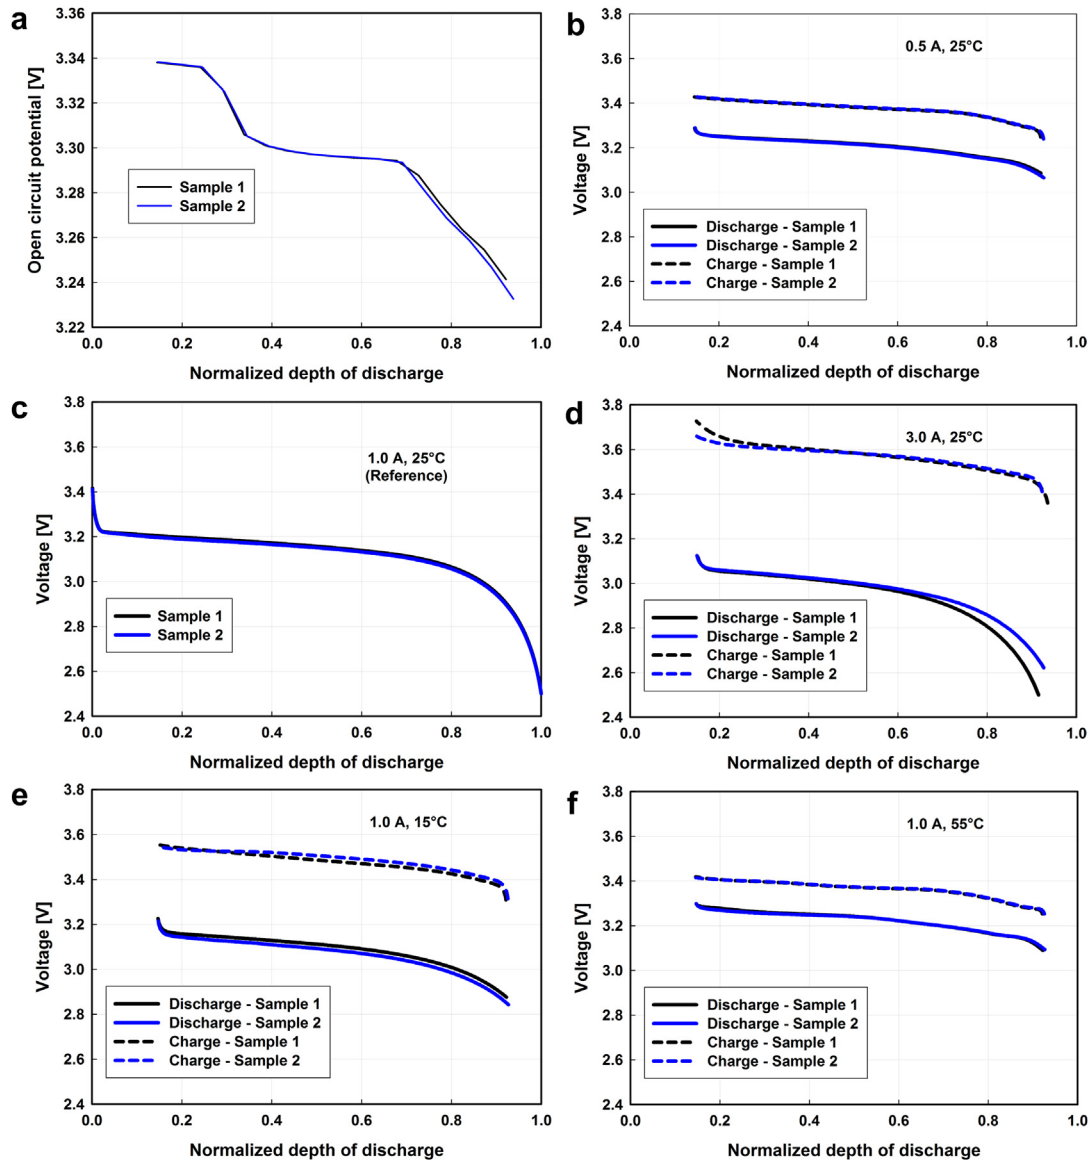 a
3.36
3.34
3.32
3.30
3.28
3.26
3.24
3.22
Open circuit potential [V]
Sample 1
Sample 2
0.0 0.2 0.4 0.6 0.8 1.0
Normalized depth of discharge
b
0.5 A, 25°C
3.8
3.6
3.4
3.2
3.0
2.8
2.6
2.4
Voltage [V]
Discharge - Sample 1
Discharge - Sample 2
Charge - Sample 1
Charge - Sample 2
0.0 0.2 0.4 0.6 0.8 1.0
Normalized depth of discharge
c
1.0 A, 25°C
(Reference)
3.8
3.6
3.4
3.2
3.0
2.8
2.6
2.4
Voltage [V]
Sample 1
Sample 2
0.0 0.2 0.4 0.6 0.8 1.0
Normalized depth of discharge
d
3.0 A, 25°C
3.8
3.6
3.4
3.2
3.0
2.8
2.6
2.4
Voltage [V]
Discharge - Sample 1
Discharge - Sample 2
Charge - Sample 1
Charge - Sample 2
0.0 0.2 0.4 0.6 0.8 1.0
Normalized depth of discharge
e
1.0 A, 15°C
3.8
3.6
3.4
3.2
3.0
2.8
2.6
2.4
Voltage [V]
Discharge - Sample 1
Discharge - Sample 2
Charge - Sample 1
Charge - Sample 2
0.0 0.2 0.4 0.6 0.8 1.0
Normalized depth of discharge
f
1.0 A, 55°C
3.8
3.6
3.4
3.2
3.0
2.8
2.6
2.4
Voltage [V]
Discharge - Sample 1
Discharge - Sample 2
Charge - Sample 1
Charge - Sample 2
0.0 0.2 0.4 0.6 0.8 1.0
Normalized depth of discharge